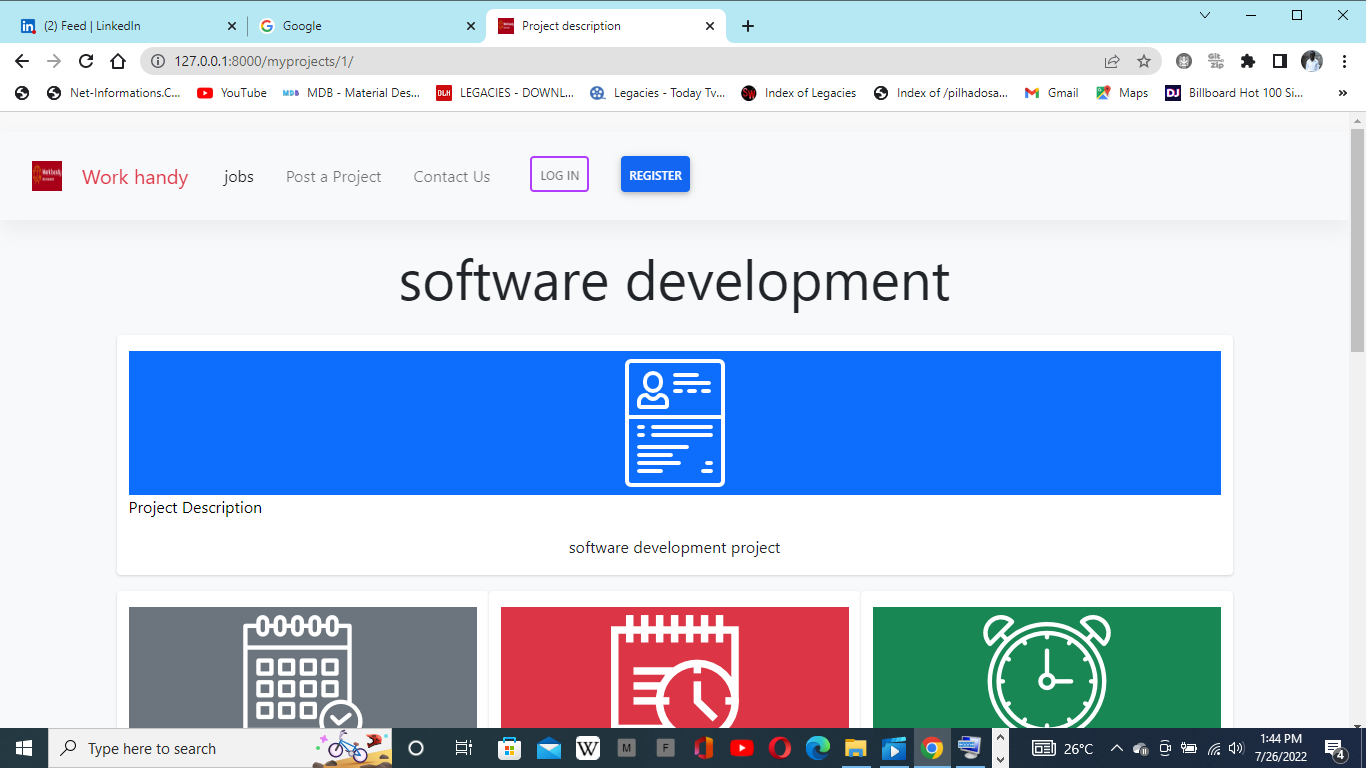 (2) Feed | LinkedIn
Google
Project description
127.0.0.1:8000/myprojects/1/
Net-Informations.C...
YouTube
MDB - Material Des...
LEGACIES - DOWNL...
Legacies - Today Tv...
Index of Legacies
Index of /pilhadosa...
Gmail
Maps
Billboard Hot 100 Si...
Work handy
jobs
Post a Project
Contact Us
LOG IN
REGISTER
software development
Project Description
software development project
Type here to search
26°C
1:44 PM
7/26/2022
4